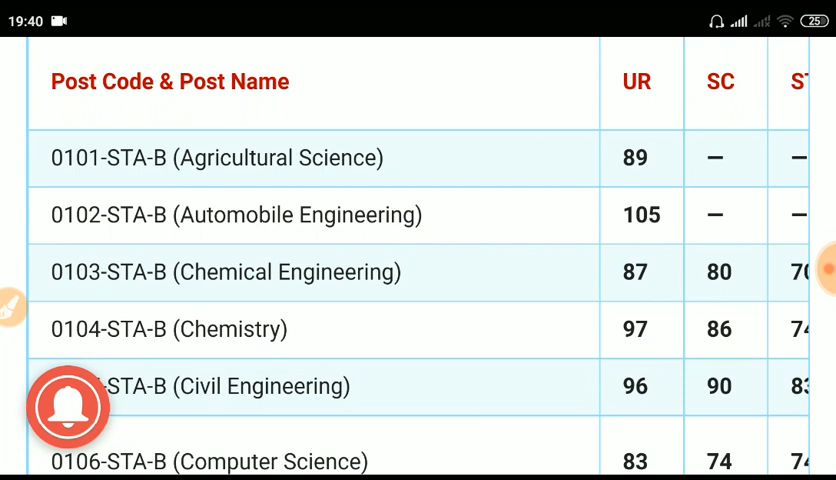 19:40 25
Post Code & Post Name UR SC
0101-STA-B (Agricultural Science) 89 – –
0102-STA-B (Automobile Engineering) 105 – –
0103-STA-B (Chemical Engineering) 87 80
0104-STA-B (Chemistry) 97 86
-STA-B (Civil Engineering) 96 90
0106-STA-B (Computer Science) 83 74